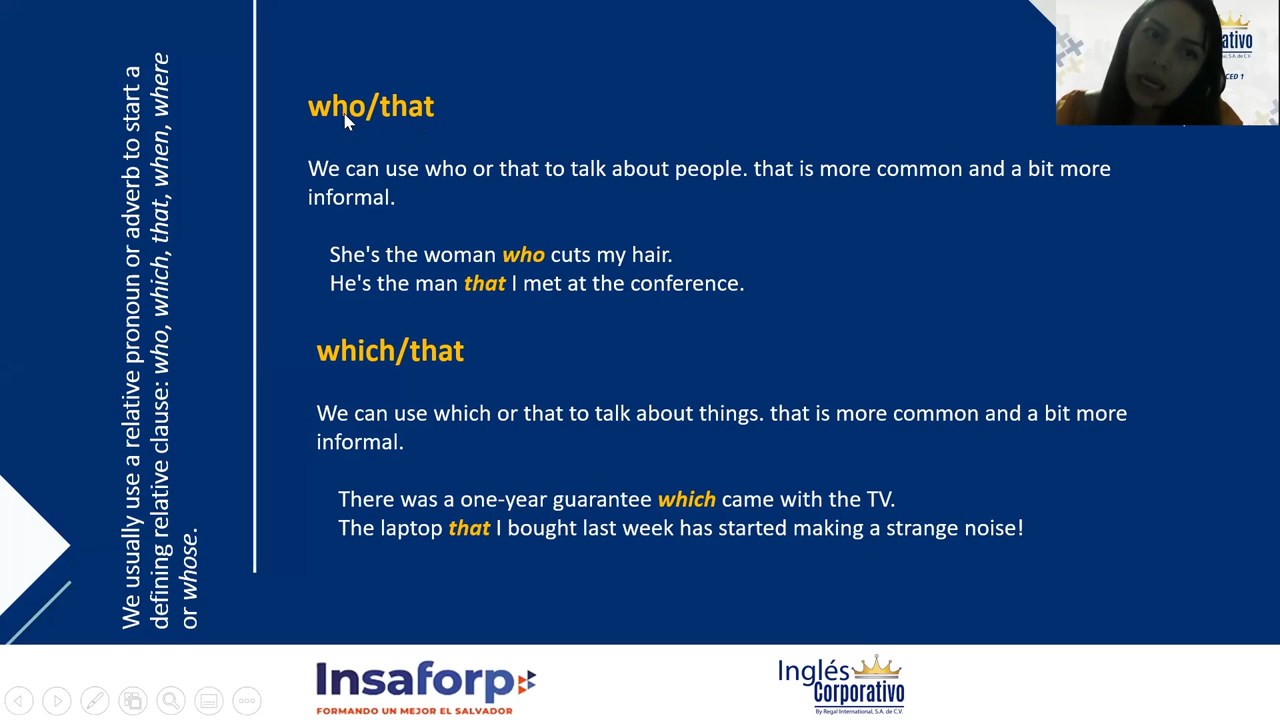 We usually use a relative pronoun or adverb to start a
defining relative clause: who, which, that, when, where
or whose.
who/that
We can use who or that to talk about people. that is more common and a bit more
informal.
She's the woman who cuts my hair.
He's the man that I met at the conference.
which/that
We can use which or that to talk about things. that is more common and a bit more
informal.
There was a one-year guarantee which came with the TV.
The laptop that I bought last week has started making a strange noise!
Insaforp
FORMANDO UN MEJOR EL SALVADOR
Inglés
Corporativo
By Regal International, S.A. de C.V.